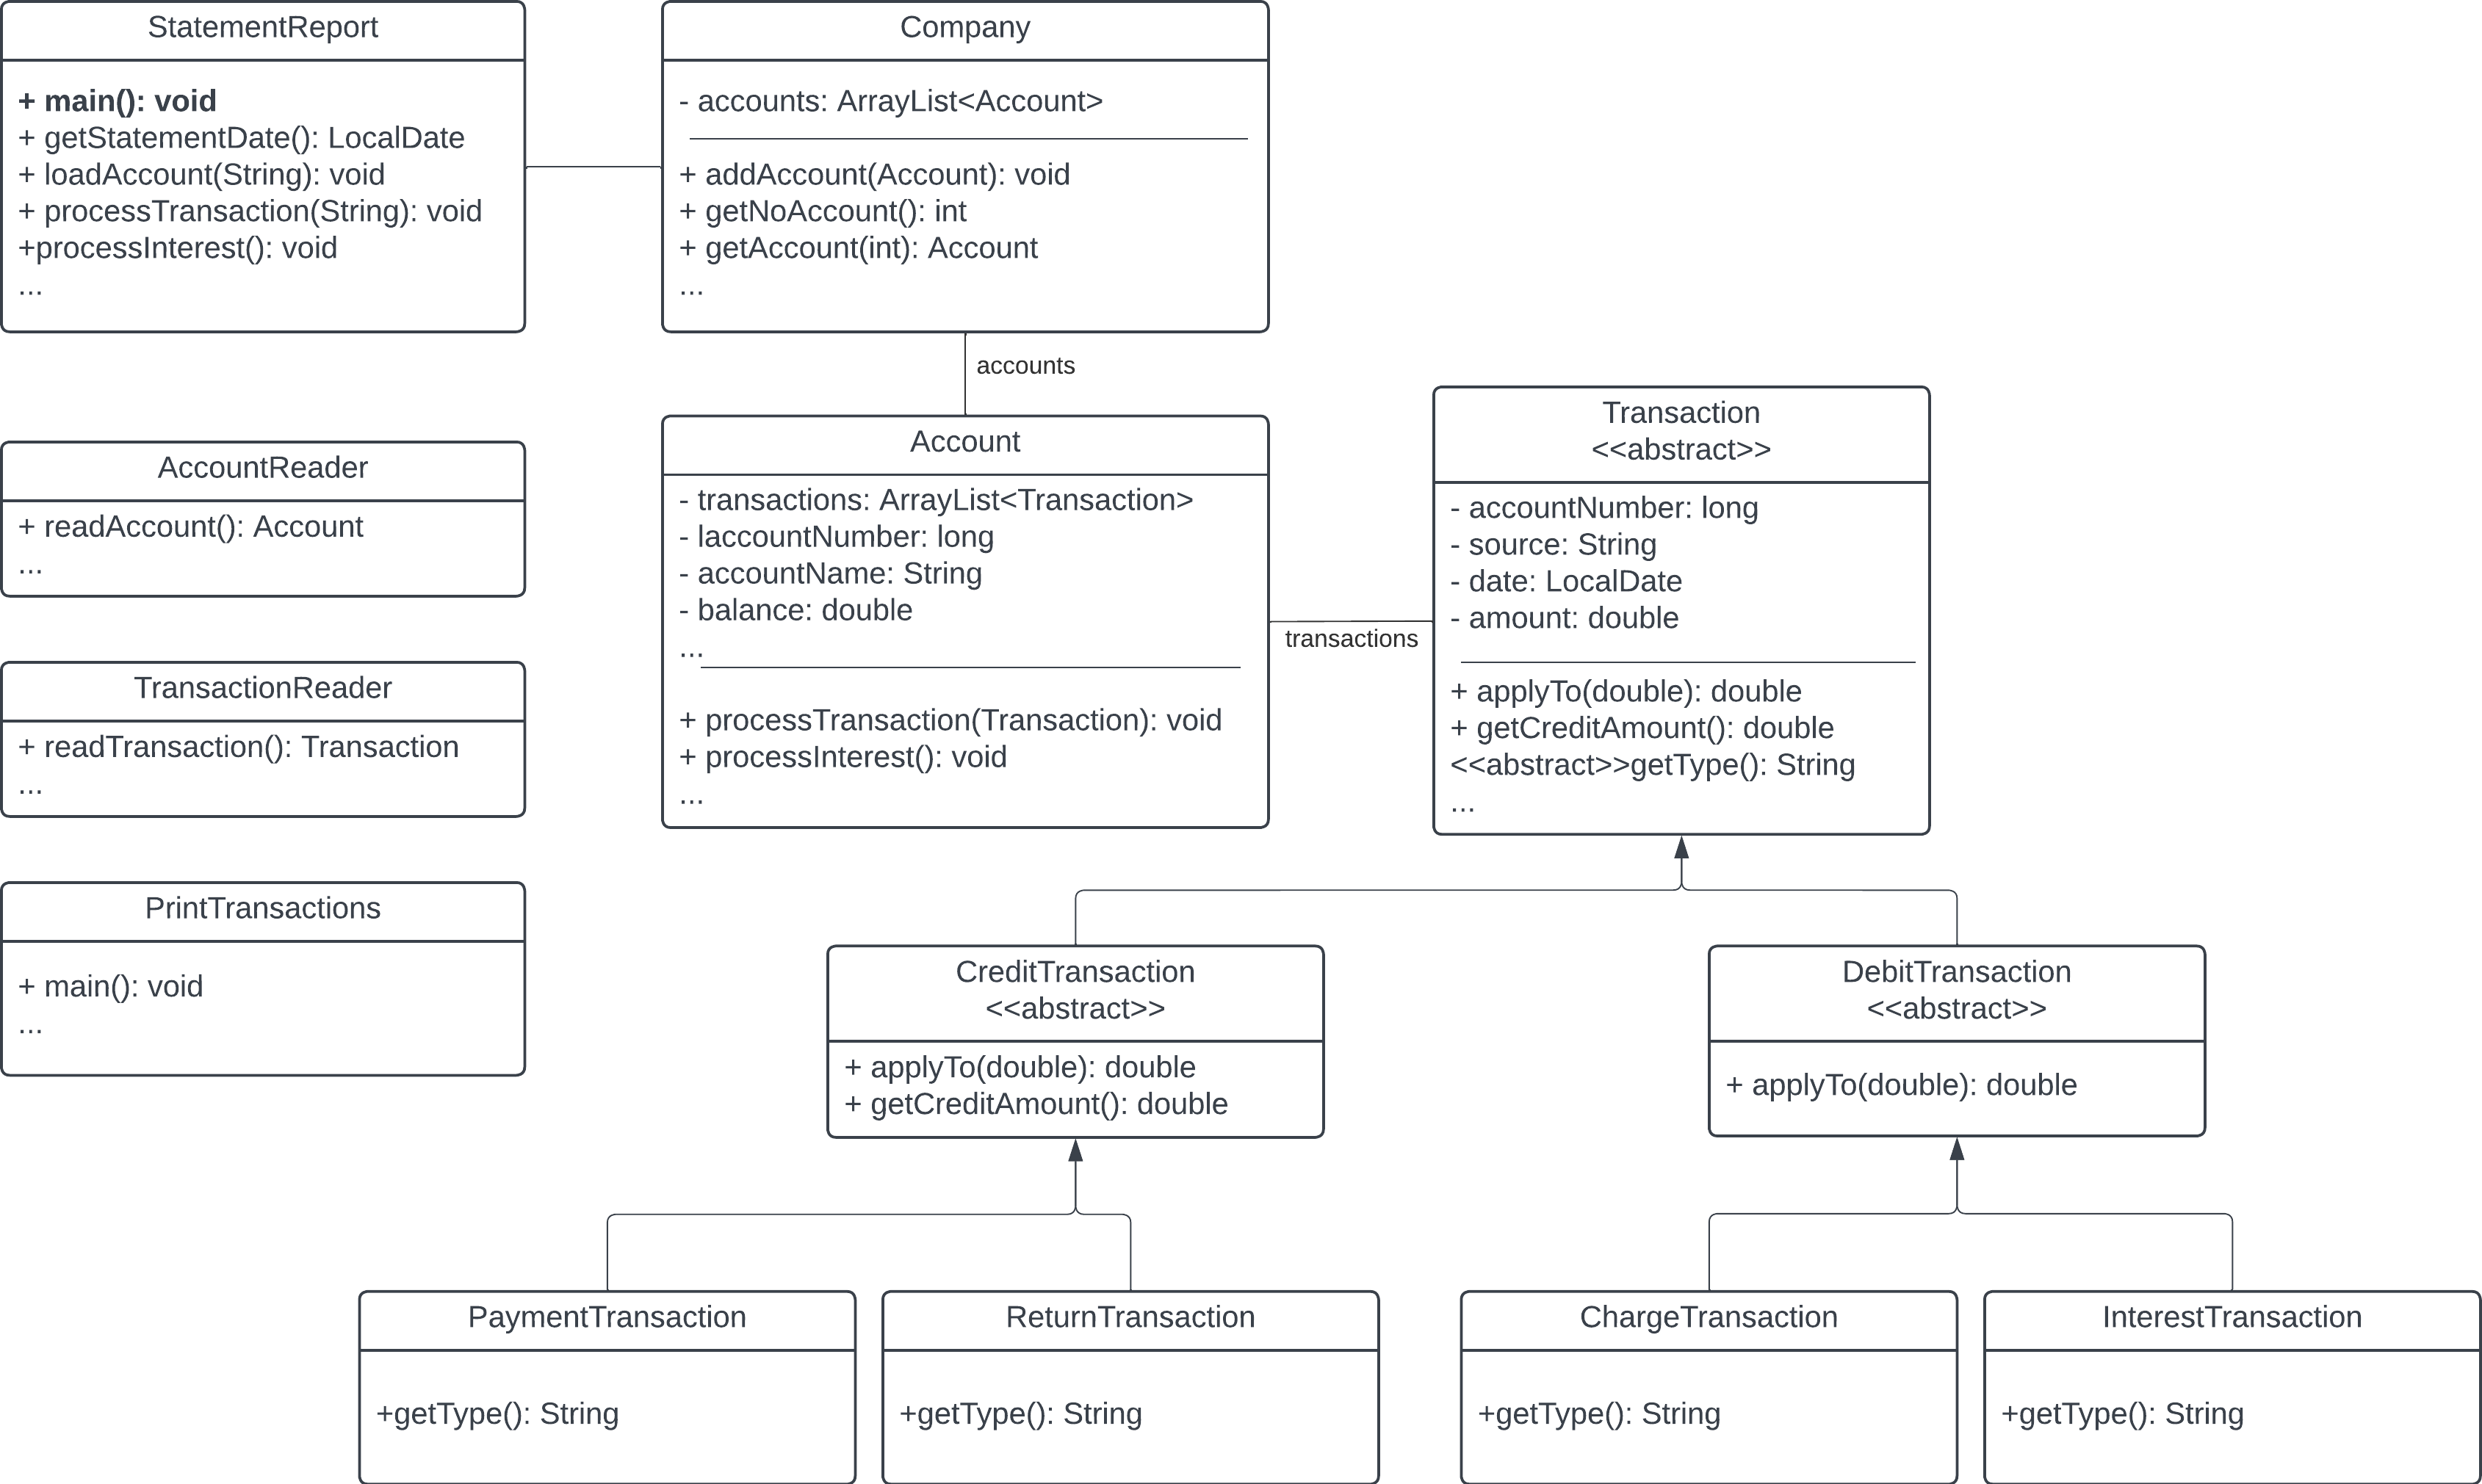 StatementReport
+ main(): void
+ getStatementDate(): LocalDate
+ loadAccount(String): void
+ processTransaction(String): void
+processInterest(): void
...
Company
- accounts: ArrayList<Account>
+ addAccount(Account): void
+ getNoAccount(): int
+ getAccount(int): Account
...
accounts
AccountReader
+ readAccount(): Account
...
TransactionReader
+ readTransaction(): Transaction
...
PrintTransactions
+ main(): void
...
Account
- transactions: ArrayList<Transaction>
- laccountNumber: long
- accountName: String
- balance: double
...
+ processTransaction(Transaction): void
+ processInterest(): void
...
transactions
Transaction
<<abstract>>
- accountNumber: long
- source: String
- date: LocalDate
- amount: double
+ applyTo(double): double
+ getCreditAmount(): double
<<abstract>>getType(): String
...
CreditTransaction
<<abstract>>
+ applyTo(double): double
+ getCreditAmount(): double
DebitTransaction
<<abstract>>
+ applyTo(double): double
PaymentTransaction
+getType(): String
ReturnTransaction
+getType(): String
ChargeTransaction
+getType(): String
InterestTransaction
+getType(): String